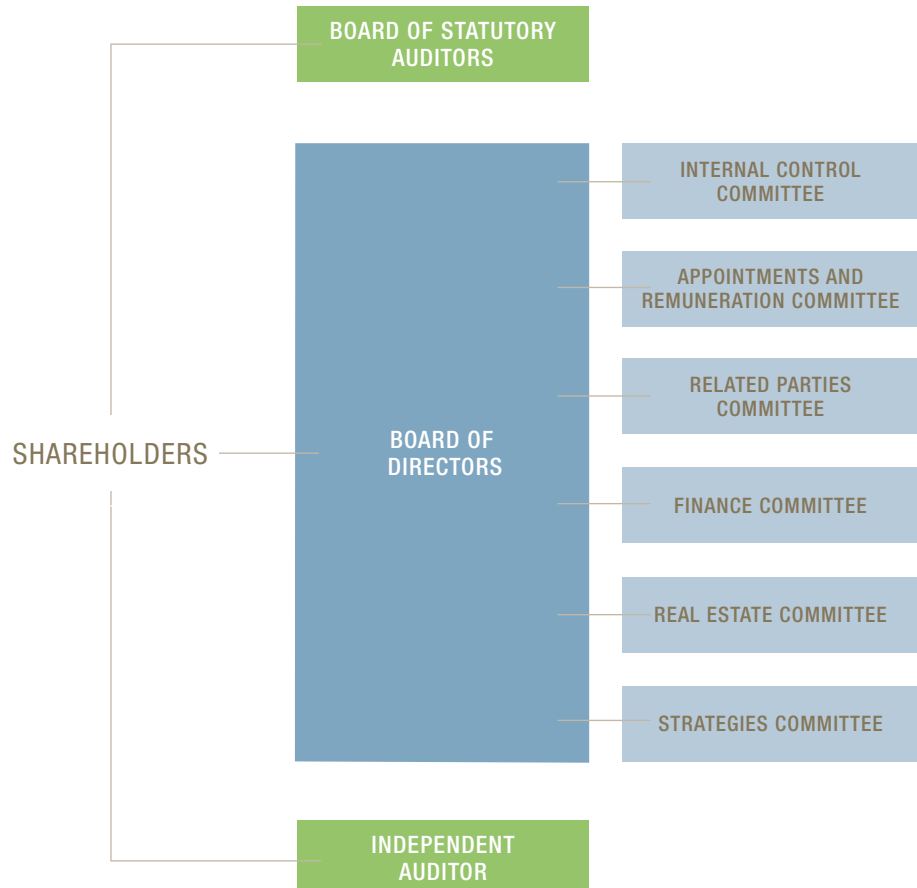 BOARD OF STATUTORY
AUDITORS
INTERNAL CONTROL
COMMITTEE
APPOINTMENTS AND
REMUNERATION COMMITTEE
RELATED PARTIES
COMMITTEE
SHAREHOLDERS
BOARD OF
DIRECTORS
FINANCE COMMITTEE
REAL ESTATE COMMITTEE
STRATEGIES COMMITTEE
INDEPENDENT
AUDITOR